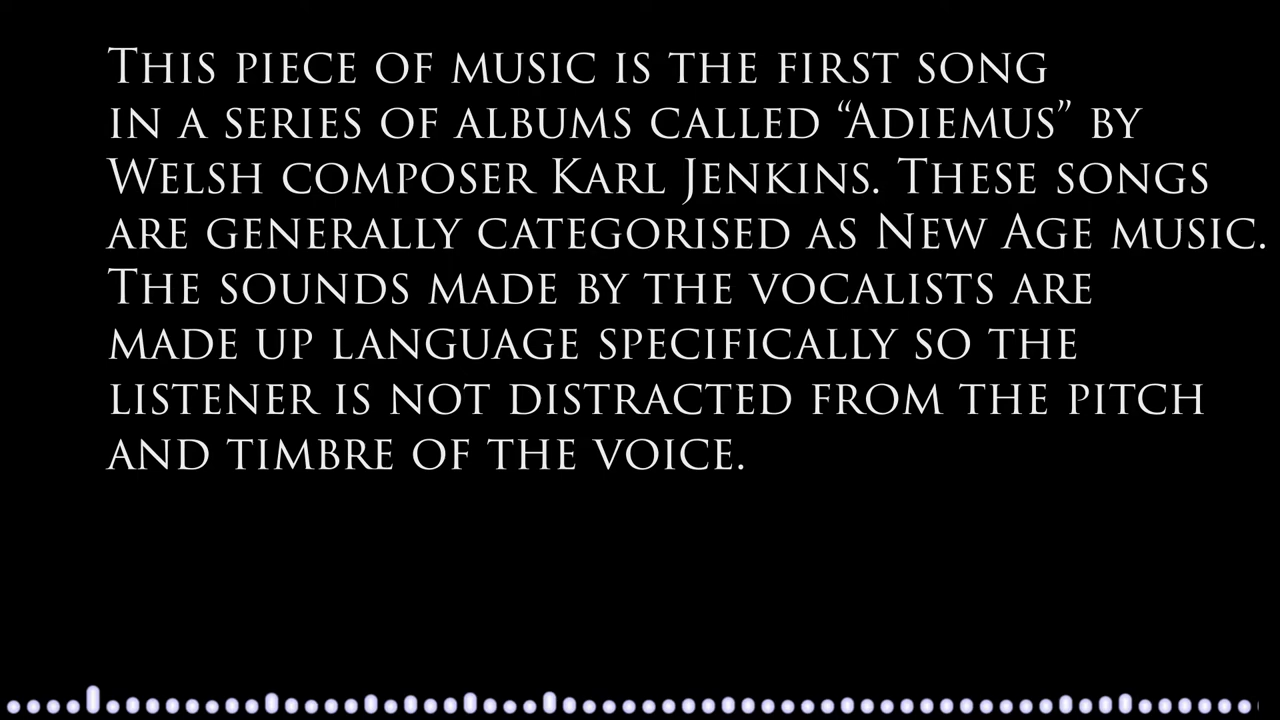 This piece of music is the first song
in a series of albums called “Adiemus” by
Welsh composer Karl Jenkins. These songs
are generally categorised as New Age music.
The sounds made by the vocalists are
made up language specifically so the
listener is not distracted from the pitch
and timbre of the voice.